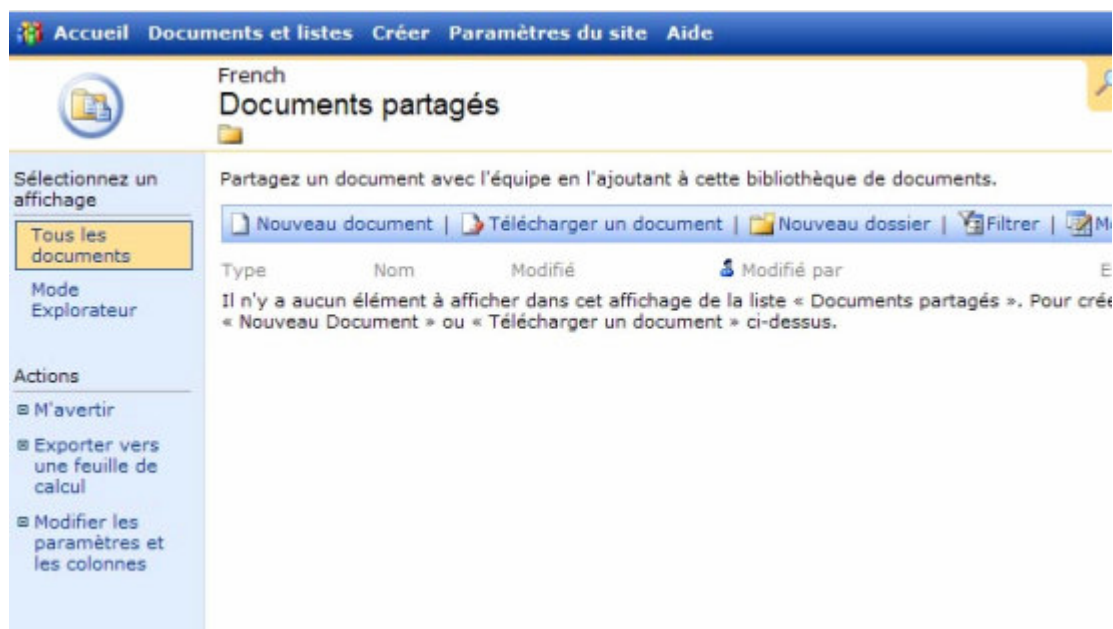 Accueil Documents et listes Créer Paramètres du site Aide
French
Documents partagés
Sélectionnez un
affichage
Tous les
documents
Mode
Explorateur
Actions
M'avertir
Exporter vers
une feuille de
calcul
Modifier les
paramètres et
les colonnes
Partagez un document avec l'équipe en l'ajoutant à cette bibliothèque de documents.
Nouveau document | Télécharger un document | Nouveau dossier | Filtrer |
Type Nom Modifié Modifié par
Il n'y a aucun élément à afficher dans cet affichage de la liste « Documents partagés ». Pour
« Nouveau Document » ou « Télécharger un document » ci-dessus.